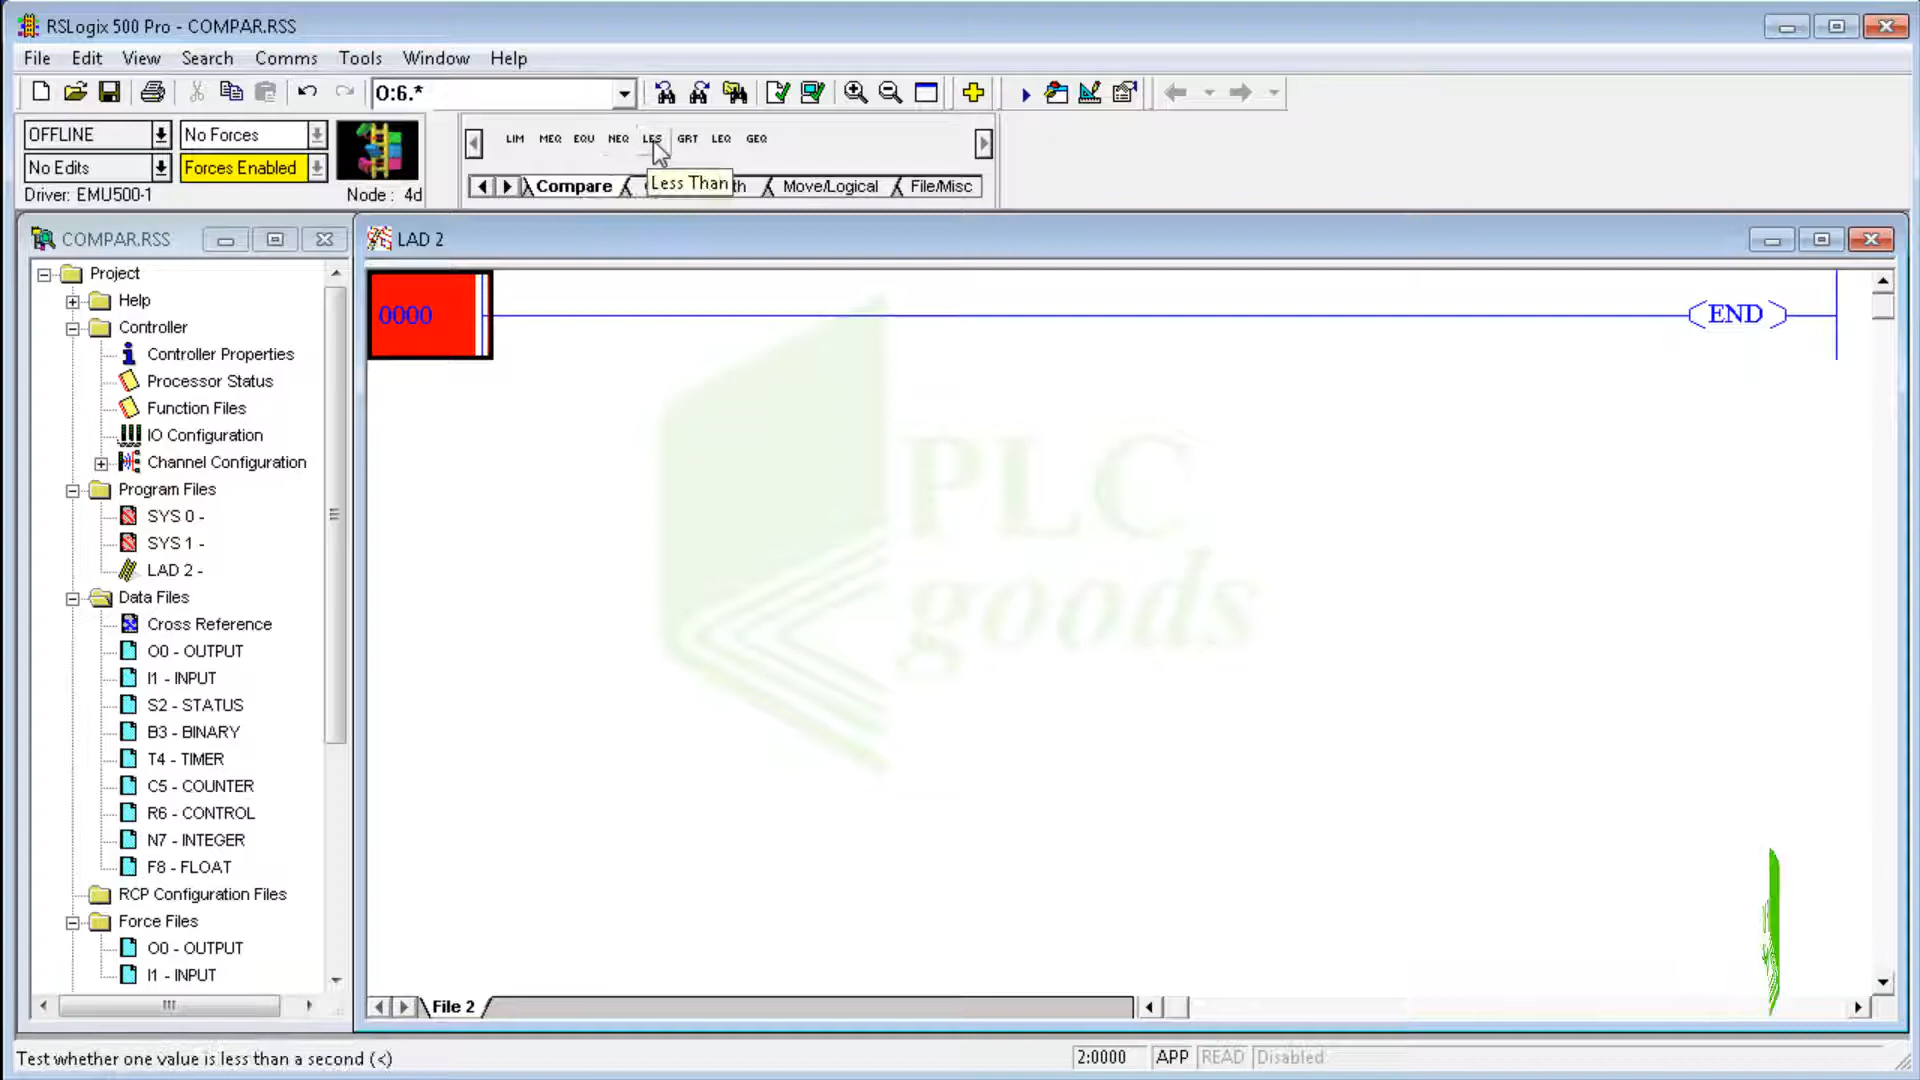 RSLogix 500 Pro - COMPAR.RSS
File Edit View Search Comms Tools Window Help
O:6.*
OFFLINE No Forces
No Edits Forces Enabled
Driver: EMU500-1 Node : 4d
LIM MEQ EQU NEQ LES GRT LEQ GEQ
Compare th Move/Logical File/Misc
Less Than
COMPAR.RSS
Project
Help
Controller
Controller Properties
Processor Status
Function Files
IO Configuration
Channel Configuration
Program Files
SYS 0 -
SYS 1 -
LAD 2 -
Data Files
Cross Reference
O0 - OUTPUT
I1 - INPUT
S2 - STATUS
B3 - BINARY
T4 - TIMER
C5 - COUNTER
R6 - CONTROL
N7 - INTEGER
F8 - FLOAT
RCP Configuration Files
Force Files
O0 - OUTPUT
I1 - INPUT
LAD 2
0000
END
PLC
goods
File 2
Test whether one value is less than a second (<)
2:0000 APP READ Disabled